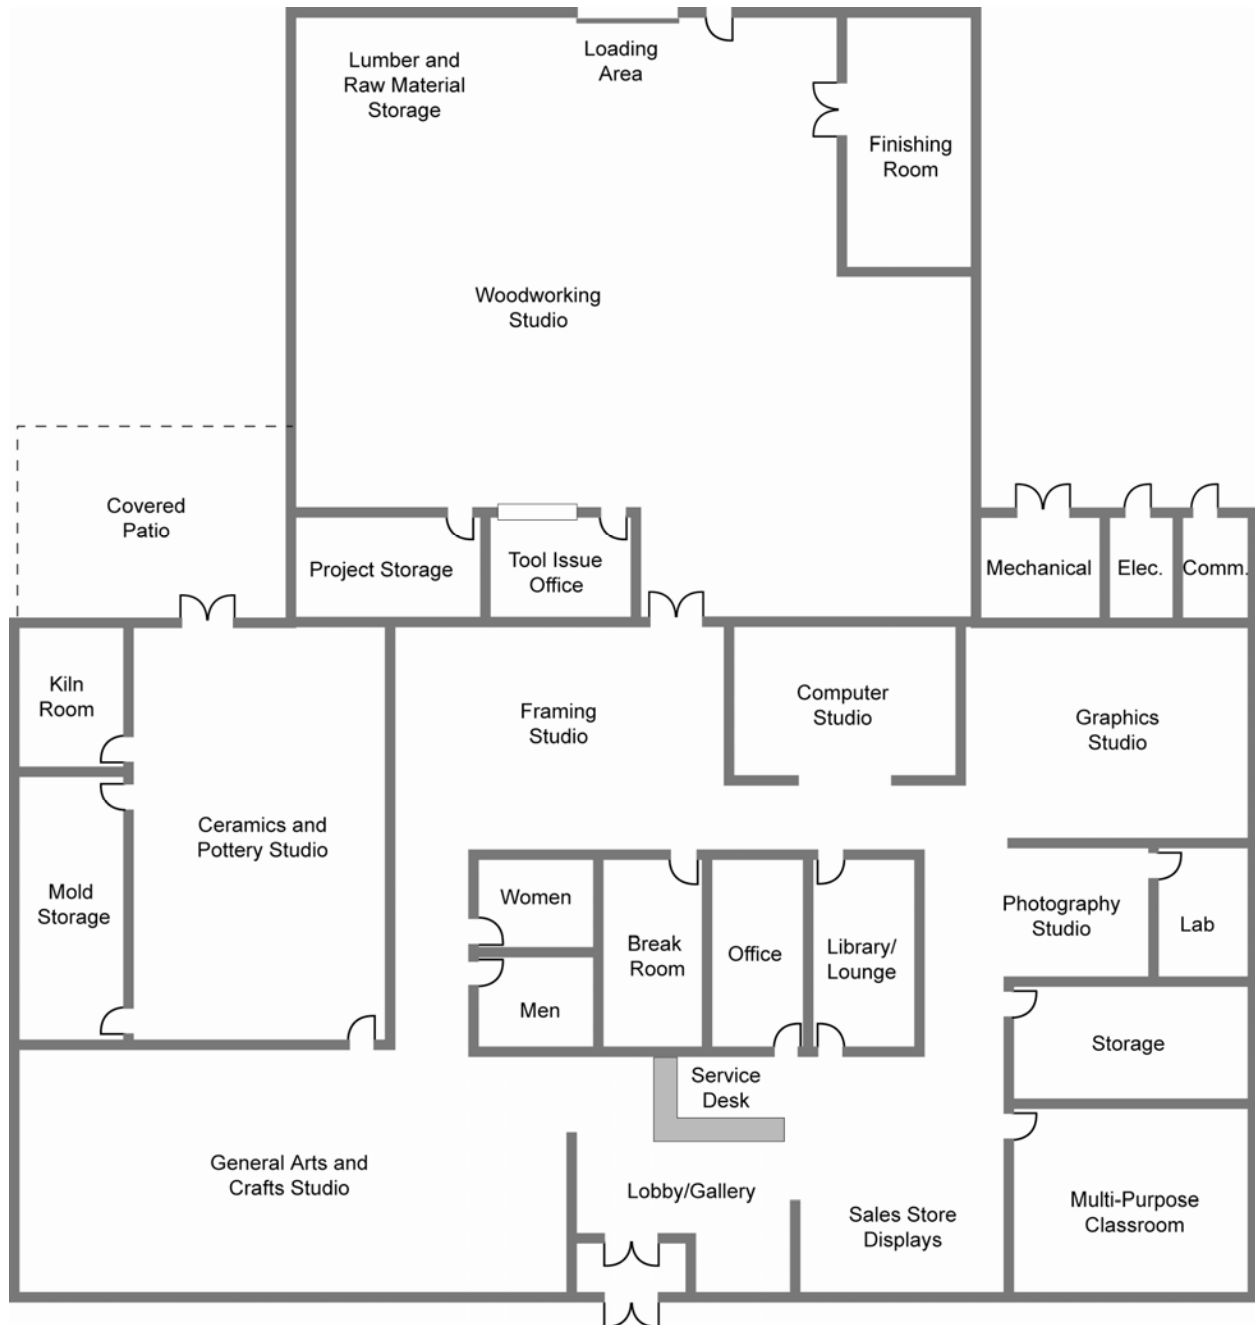 Loading
Area
Lumber and
Raw Material
Storage
Finishing
Room
Woodworking
Studio
Covered
Patio
Project Storage
Tool Issue
Office
Mechanical
Elec.
Comm.
Kiln
Room
Framing
Studio
Computer
Studio
Graphics
Studio
Ceramics and
Pottery Studio
Mold
Storage
Women
Men
Break
Room
Office
Library/
Lounge
Photography
Studio
Lab
Storage
Service
Desk
General Arts and
Crafts Studio
Lobby/Gallery
Sales Store
Displays
Multi-Purpose
Classroom